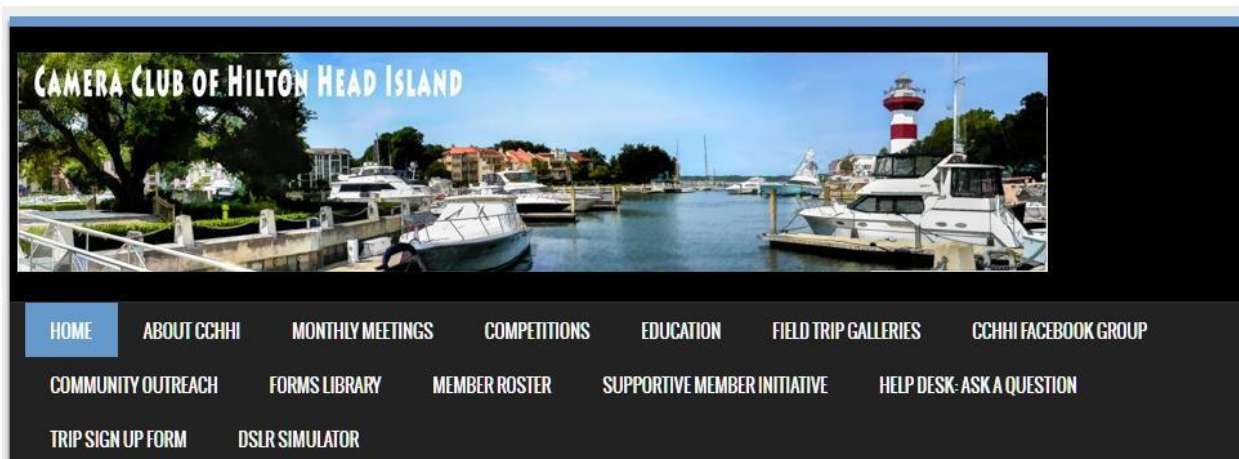 CAMERA CLUB OF HILTON HEAD ISLAND
HOME ABOUT CCHHI MONTHLY MEETINGS COMPETITIONS EDUCATION FIELD TRIP GALLERIES CCHHI FACEBOOK GROUP
COMMUNITY OUTREACH FORMS LIBRARY MEMBER ROSTER SUPPORTIVE MEMBER INITIATIVE HELP DESK- ASK A QUESTION
TRIP SIGN UP FORM DSLR SIMULATOR